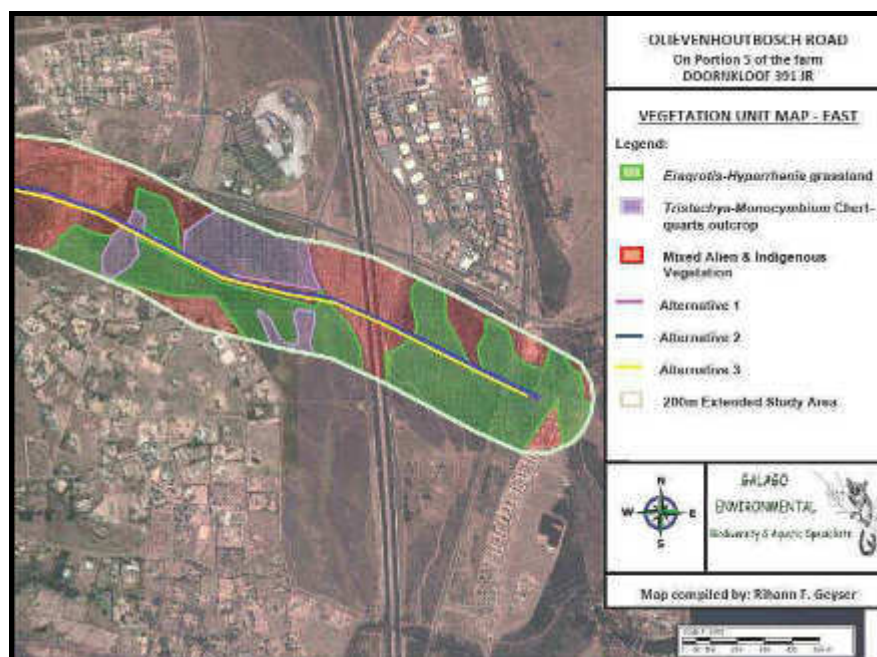 OLIEVENHOUTBOSCH ROAD
On Portion 5 of the farm
DOORNKLOOF 391 JR
VEGETATION UNIT MAP - EAST
Legend:
Eragrotis-Hyparrhenia grassland
Tristachya-Monocymbium Chert-
quarts outcrop
Mixed Alien & Indigenous
Vegetation
Alternative 1
Alternative 2
Alternative 3
200m Extended Study Area
N
W
E
S
GALAGO
ENVIRONMENTAL
Biodiversity & Aquatic Specialists
Map compiled by: Rihann F. Geyser